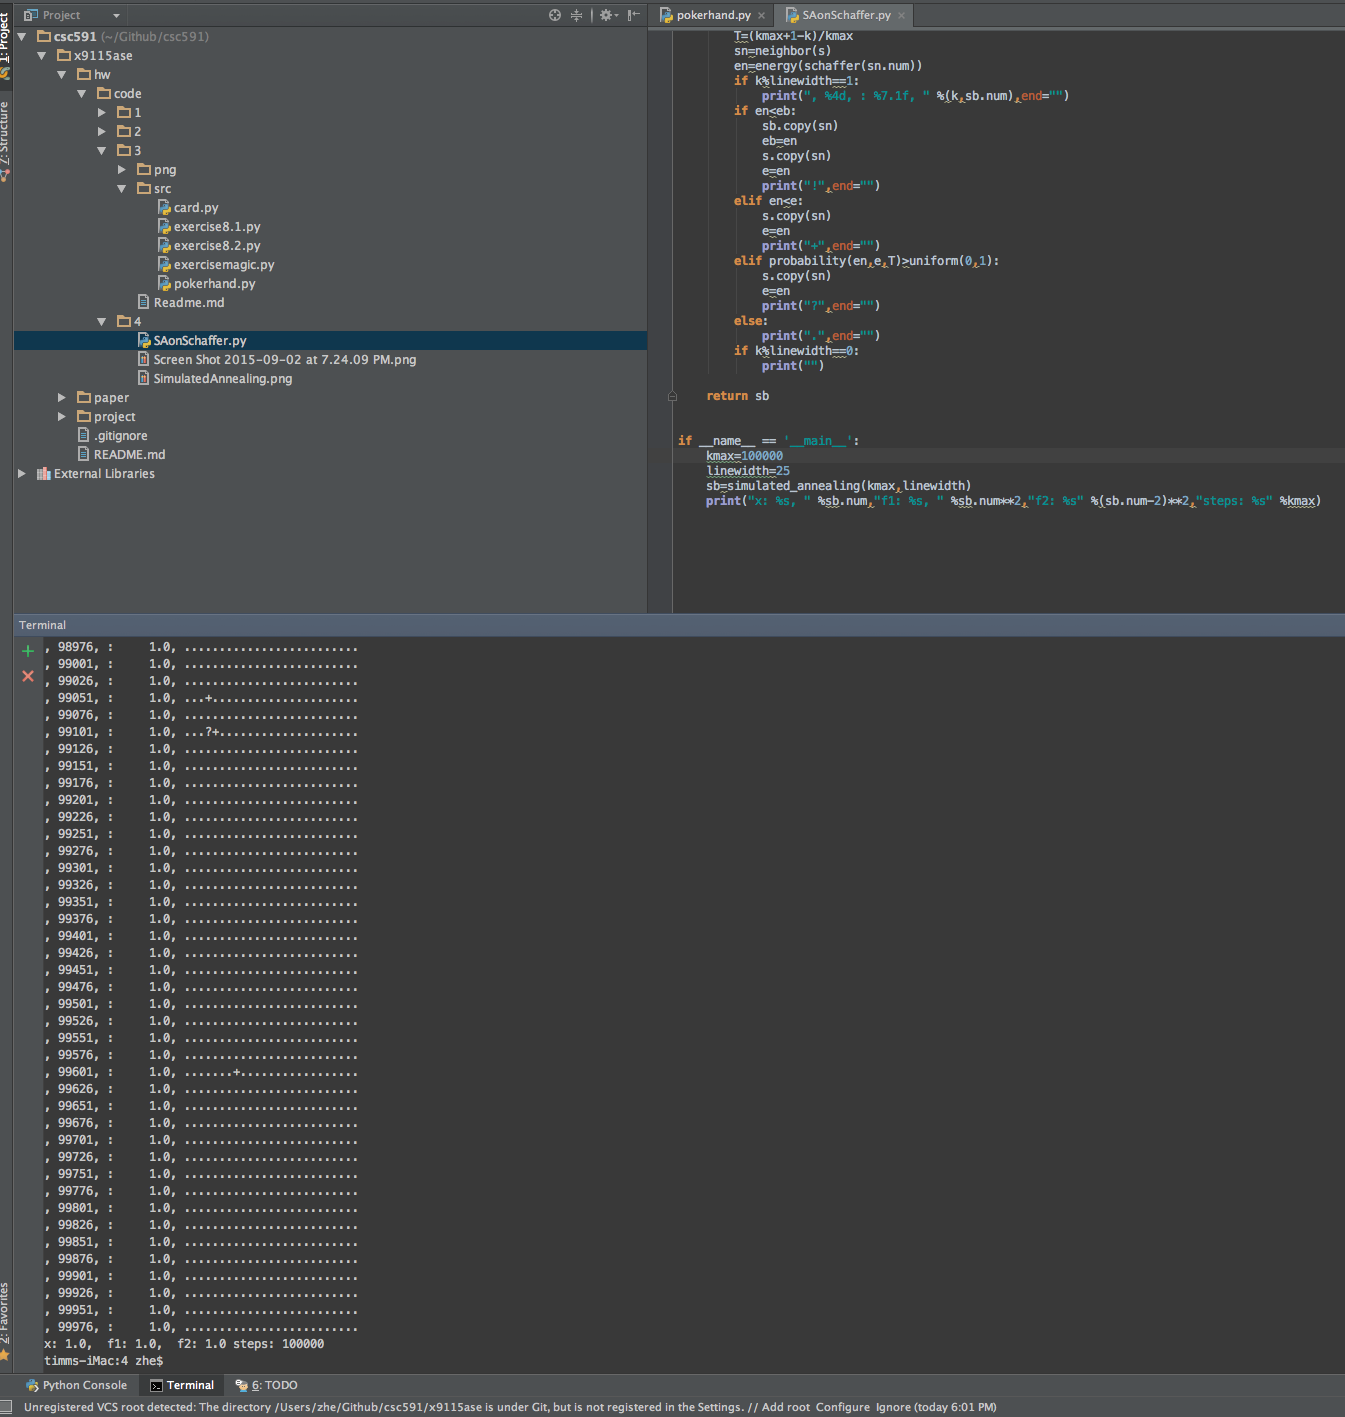 Project
pokerhand.py
SAonSchaffer.py
1: Project
7: Structure
2: Favorites
csc591 (~/Github/csc591)
x9115ase
hw
code
1
2
3
png
src
card.py
exercise8.1.py
exercise8.2.py
exercisemagic.py
pokerhand.py
Readme.md
4
SAonSchaffer.py
Screen Shot 2015-09-02 at 7.24.09 PM.png
SimulatedAnnealing.png
paper
project
.gitignore
README.md
External Libraries
T=(kmax+1-k)/kmax
sn=neighbor(s)
en=energy(schaffer(sn.num))
if k%linewidth==1:
print(", %4d, : %7.1f, " %(k,sb.num),end="")
if en<eb:
sb.copy(sn)
eb=en
s.copy(sn)
e=en
print("!",end="")
elif en<e:
s.copy(sn)
e=en
print("+",end="")
elif probability(en,e,T)>uniform(0,1):
s.copy(sn)
e=en
print("?",end="")
else:
print(".",end="")
if k%linewidth==0:
print("")
return sb
if __name__ == '__main__':
kmax=100000
linewidth=25
sb=simulated_annealing(kmax,linewidth)
print("x: %s, " %sb.num,"f1: %s, " %sb.num**2,"f2: %s" %(sb.num-2)**2,"steps: %s" %kmax)
Terminal
, 98976, :     1.0, .........................
, 99001, :     1.0, .........................
, 99026, :     1.0, .........................
, 99051, :     1.0, ...+.....................
, 99076, :     1.0, .........................
, 99101, :     1.0, ...?+....................
, 99126, :     1.0, .........................
, 99151, :     1.0, .........................
, 99176, :     1.0, .........................
, 99201, :     1.0, .........................
, 99226, :     1.0, .........................
, 99251, :     1.0, .........................
, 99276, :     1.0, .........................
, 99301, :     1.0, .........................
, 99326, :     1.0, .........................
, 99351, :     1.0, .........................
, 99376, :     1.0, .........................
, 99401, :     1.0, .........................
, 99426, :     1.0, .........................
, 99451, :     1.0, .........................
, 99476, :     1.0, .........................
, 99501, :     1.0, .........................
, 99526, :     1.0, .........................
, 99551, :     1.0, .........................
, 99576, :     1.0, .........................
, 99601, :     1.0, .......+.................
, 99626, :     1.0, .........................
, 99651, :     1.0, .........................
, 99676, :     1.0, .........................
, 99701, :     1.0, .........................
, 99726, :     1.0, .........................
, 99751, :     1.0, .........................
, 99776, :     1.0, .........................
, 99801, :     1.0, .........................
, 99826, :     1.0, .........................
, 99851, :     1.0, .........................
, 99876, :     1.0, .........................
, 99901, :     1.0, .........................
, 99926, :     1.0, .........................
, 99951, :     1.0, .........................
, 99976, :     1.0, .........................
x: 1.0,  f1: 1.0,  f2: 1.0 steps: 100000
timms-iMac:4 zhe$
Python Console
Terminal
6: TODO
Unregistered VCS root detected: The directory /Users/zhe/Github/csc591/x9115ase is under Git, but is not registered in the Settings. // Add root  Configure  Ignore (today 6:01 PM)